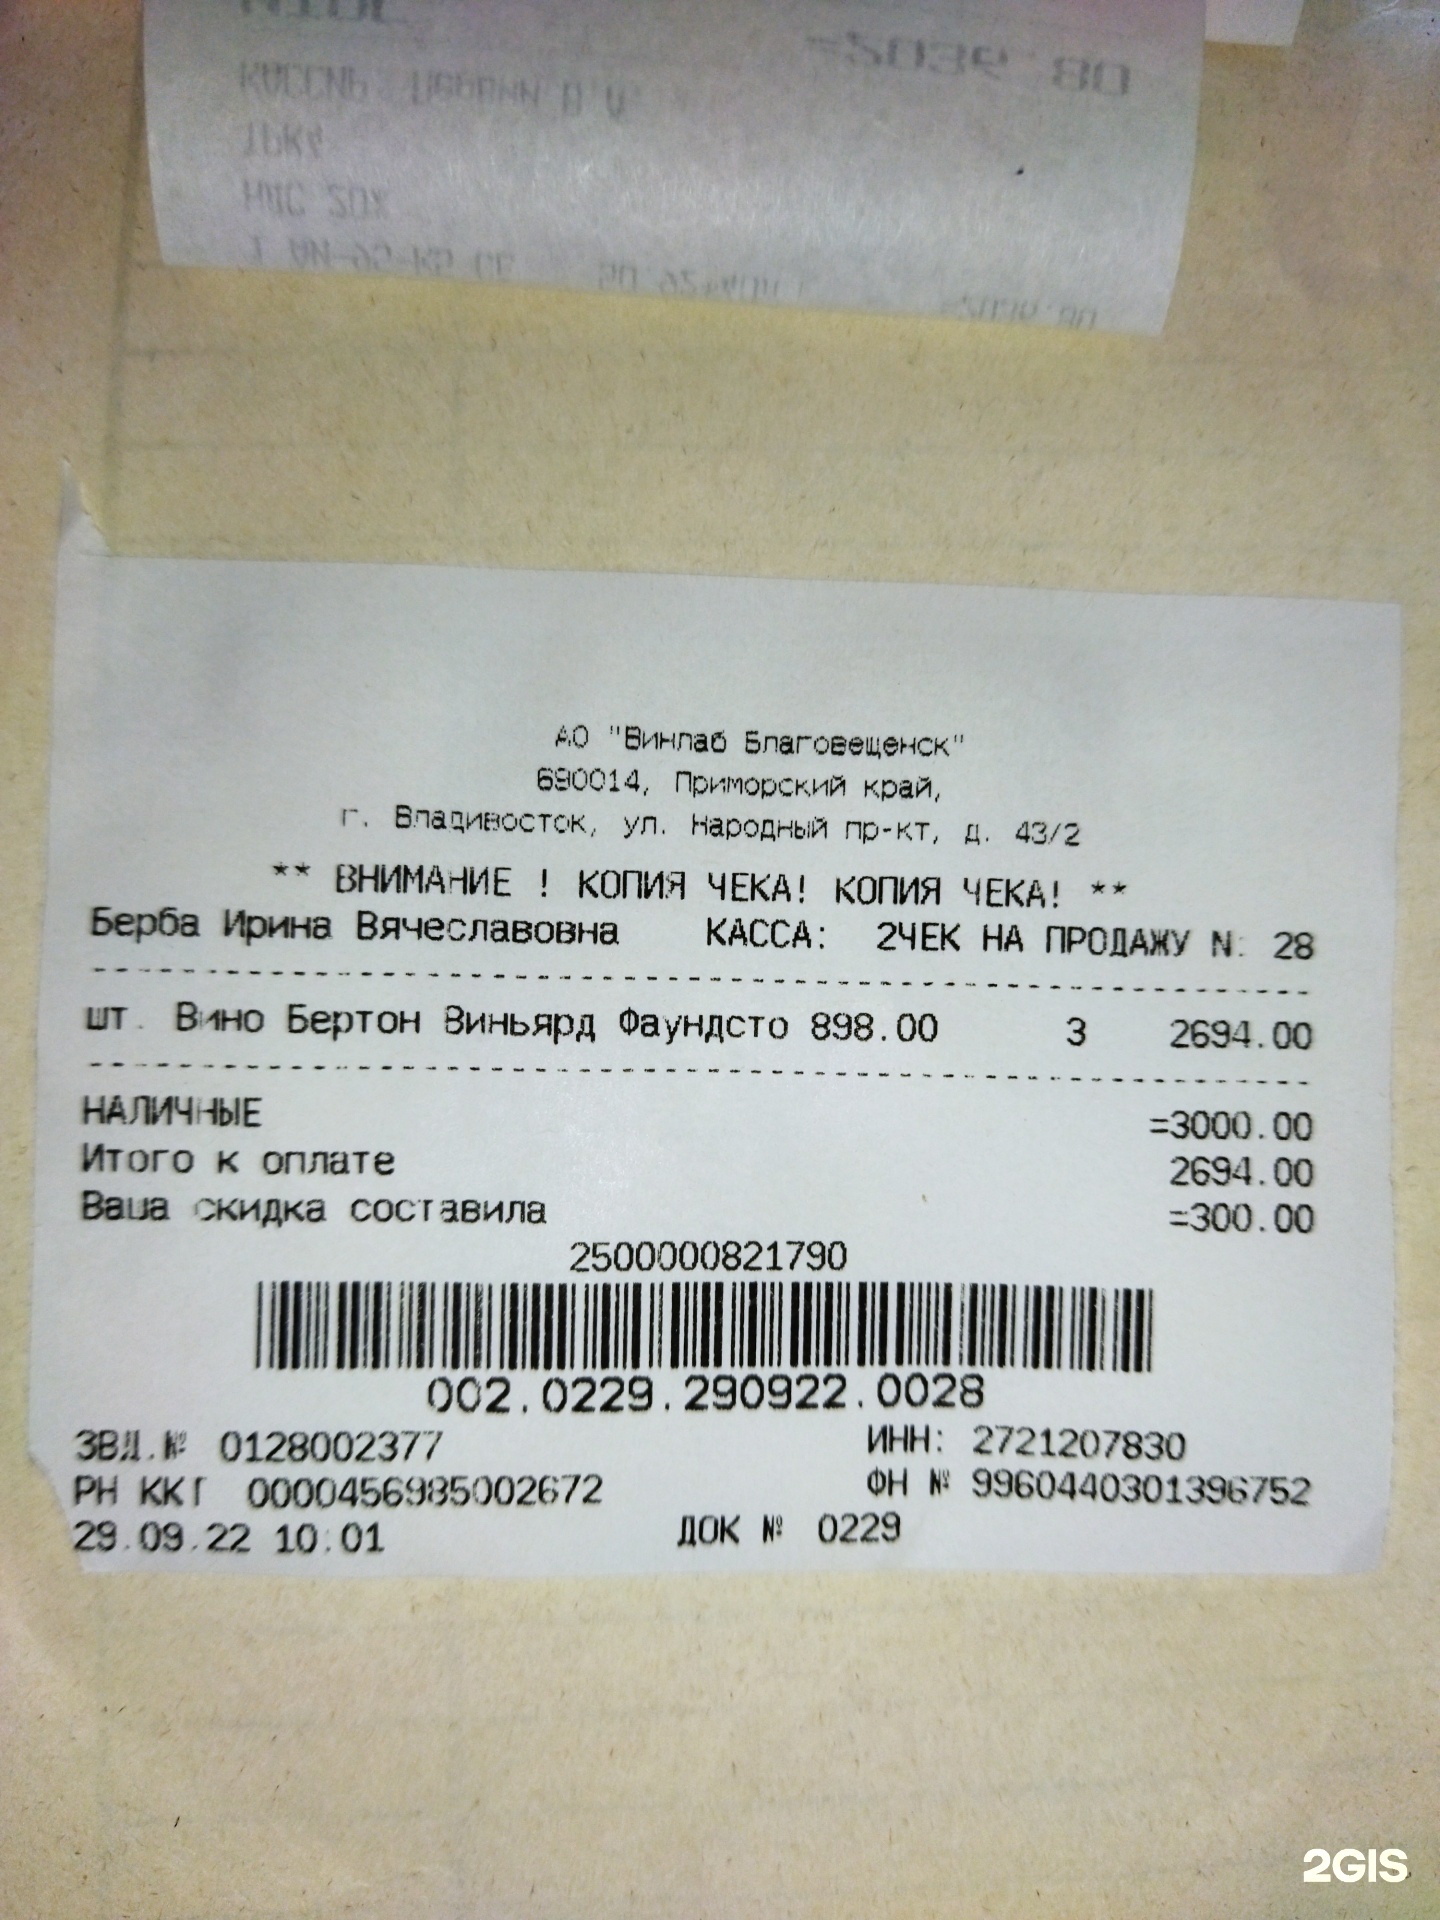 =2039 80
АО "Винлаб Благовещенск"
690014, Приморский край,
г. Владивосток, ул. Народный пр-кт, д. 43/2
** ВНИМАНИЕ ! КОПИЯ ЧЕКА! КОПИЯ ЧЕКА! **
Берба Ирина Вячеславовна КАССА: 2ЧЕК НА ПРОДАЖУ N: 28
шт. Вино Бертон Виньярд Фаундсто 898.00 3 2694.00
НАЛИЧНЫЕ =3000.00
Итого к оплате 2694.00
Ваша скидка составила =300.00
2500000821790
002.0229.290922.0028
ЗВД.№ 0128002377 ИНН: 2721207830
РН ККТ 0000456985002672 ФН № 9960440301396752
29.09.22 10:01 ДОК № 0229
2GIS